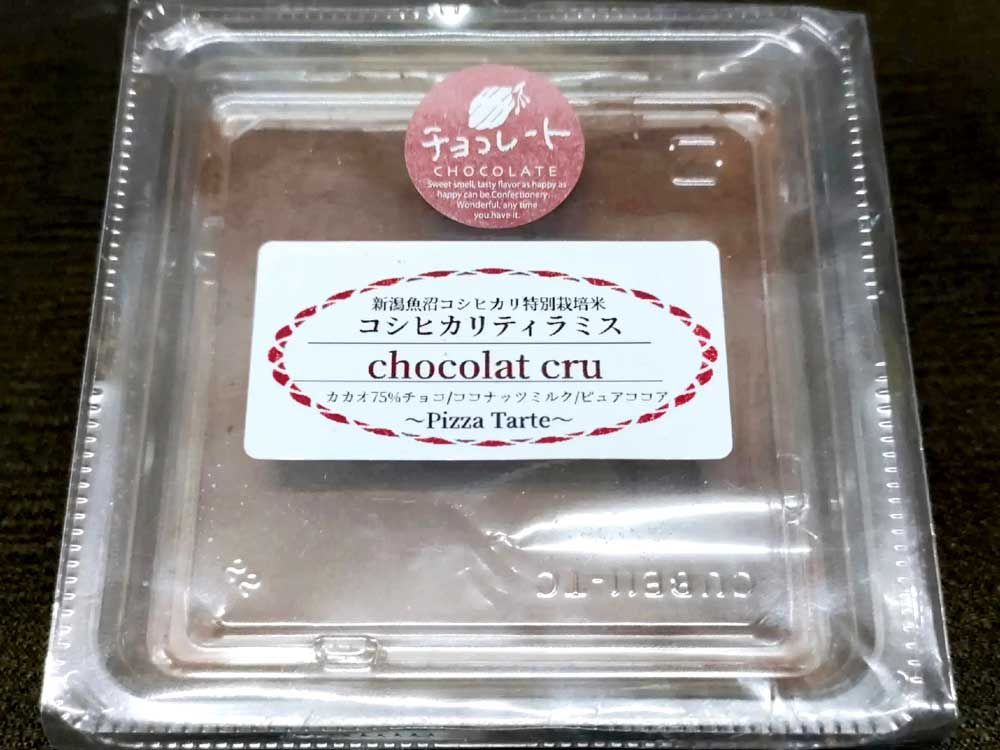 チョコレート
CHOCOLATE
Sweet smell, tasty flavor as happy as
happy can be.Confectionery.
Wonderful, any time
you have it.
新潟魚沼コシヒカリ特別栽培米
コシヒカリティラミス
chocolat cru
カカオ75%チョコ/ココナッツミルク/ピュアココア
～Pizza Tarte～